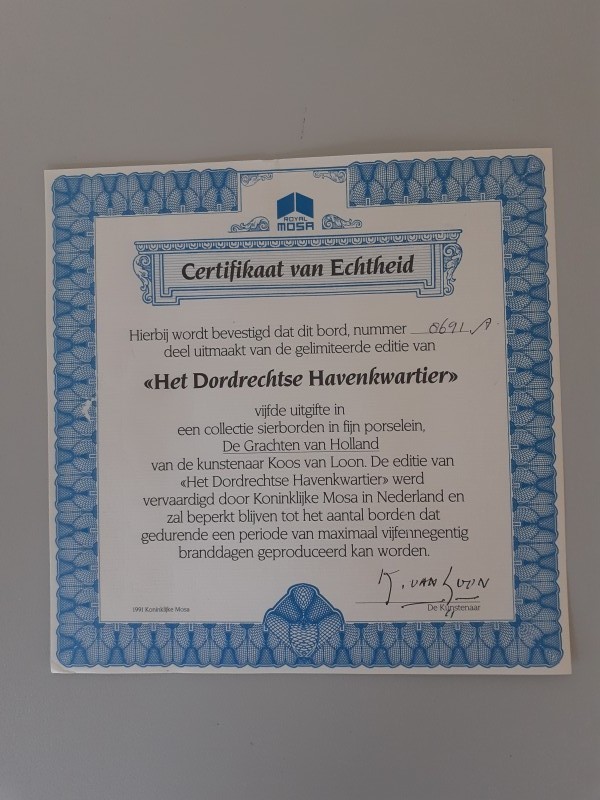 ROYAL
MOSA
Certifikaat van Echtheid
Hierbij wordt bevestigd dat dit bord, nummer 0691 A
deel uitmaakt van de gelimiteerde editie van
«Het Dordrechtse Havenkwartier»
vijfde uitgifte in
een collectie sierborden in fijn porselein,
De Grachten van Holland
van de kunstenaar Koos van Loon. De editie van
«Het Dordrechtse Havenkwartier» werd
vervaardigd door Koninklijke Mosa in Nederland en
zal beperkt blijven tot het aantal borden dat
gedurende een periode van maximaal vijfennegentig
branddagen geproduceerd kan worden.
K. van Loon
1991 Koninklijke Mosa
De Kunstenaar